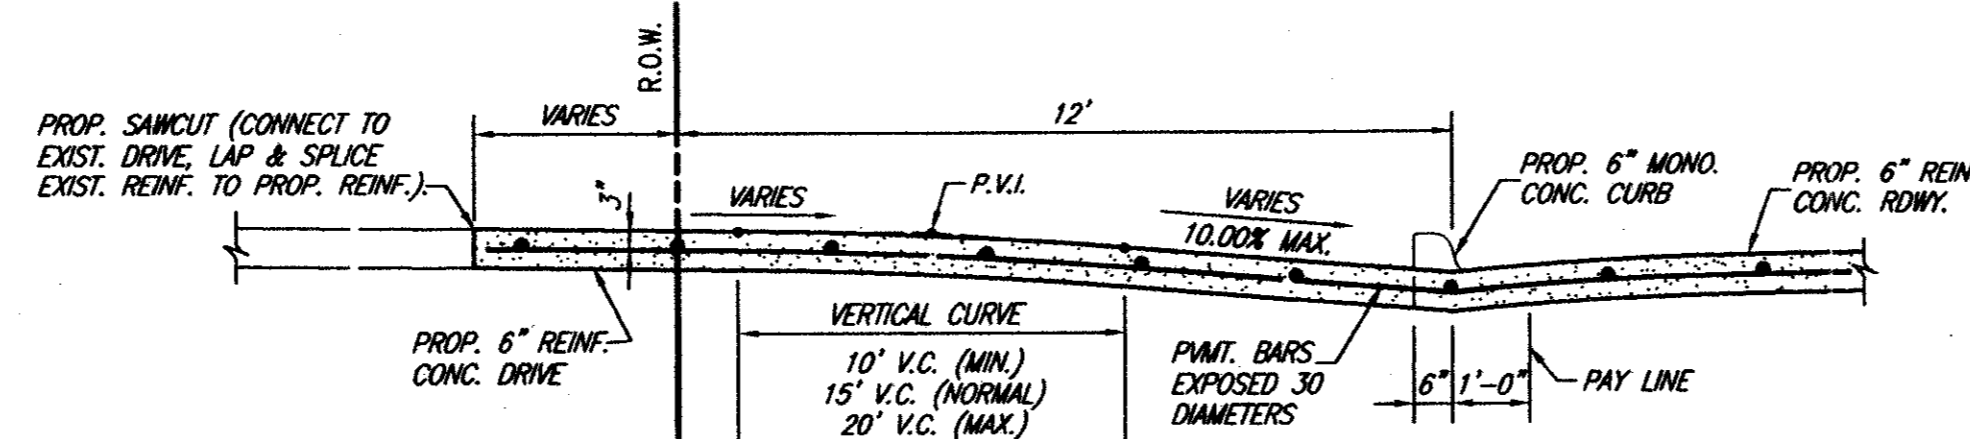 R.O.W.
PROP. SAWCUT (CONNECT TO
EXIST. DRIVE, LAP & SPLICE
EXIST. REINF. TO PROP. REINF.)
VARIES
12'
3"
VARIES
P.V.I.
VARIES
10.00% MAX.
PROP. 6" MONO.
CONC. CURB
PROP. 6" REIN
CONC. RDWY.
PROP. 6" REINF.
CONC. DRIVE
VERTICAL CURVE
10' V.C. (MIN.)
15' V.C. (NORMAL)
20' V.C. (MAX.)
PVMT. BARS
EXPOSED 30
DIAMETERS
6"
1'-0"
PAY LINE